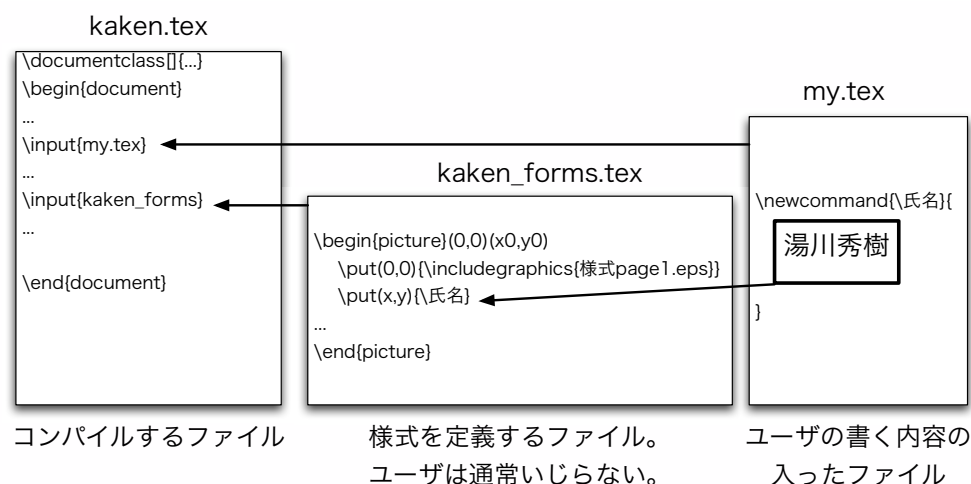 kaken.tex
\documentclass[]{...}
\begin{document}
...
\input{my.tex}
...
\input{kaken_forms}
...
\end{document}
コンパイルするファイル
kaken_forms.tex
\begin{picture}(0,0)(x0,y0)
\put(0,0){\includegraphics{様式page1.eps}}
\put(x,y){\氏名}
...
\end{picture}
様式を定義するファイル。
ユーザは通常いじらない。
my.tex
\newcommand{\氏名}{
湯川秀樹
}
ユーザの書く内容の
入ったファイル